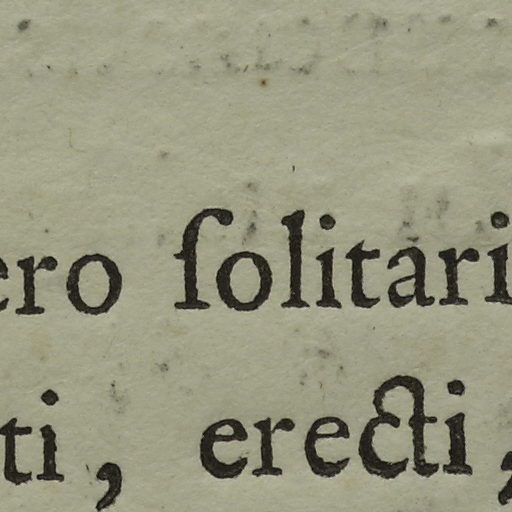 ero ſolitari
ti, erecti,